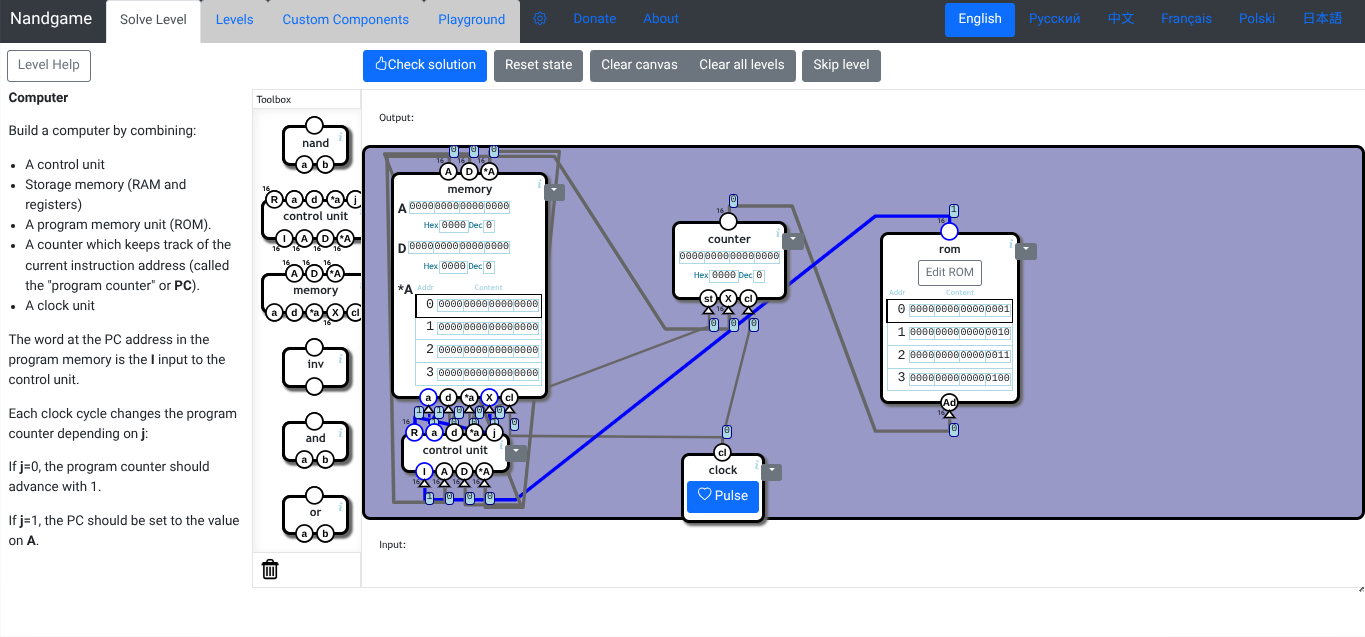 Nandgame Solve Level Levels Custom Components Playground Donate About English Русский 中文 Français Polski 日本語
Level Help Check solution Reset state Clear canvas Clear all levels Skip level
Computer
Build a computer by combining:
A control unit
Storage memory (RAM and
registers)
A program memory unit (ROM).
A counter which keeps track of the
current instruction address (called
the "program counter" or PC).
A clock unit
The word at the PC address in the
program memory is the I input to the
control unit.
Each clock cycle changes the program
counter depending on j:
If j=0, the program counter should
advance with 1.
If j=1, the PC should be set to the value
on A.
Toolbox
nand
a b
16
R a d *a j
control unit
I A D *A
16 16 16 16
16 16 16
A D *A
memory
a d *a X cl
16
inv
and
a b
or
a b
Output:
0 0 0
16 16 16
A D *A
memory
A 0000000000000000
Hex 0000 Dec 0
D 0000000000000000
Hex 0000 Dec 0
*A Addr Content
0 0000000000000000
1 0000000000000000
2 0000000000000000
3 0000000000000000
a d *a X cl
R a d *a j
control unit
I A D *A
1 0 0 0
0
16
counter
0000000000000000
Hex 0000 Dec 0
st X cl
0 0 0
0
cl
clock
Pulse
1
16
rom
Edit ROM
Addr Content
0 0000000000000001
1 0000000000000010
2 0000000000000011
3 0000000000000100
Ad
16
0
Input: